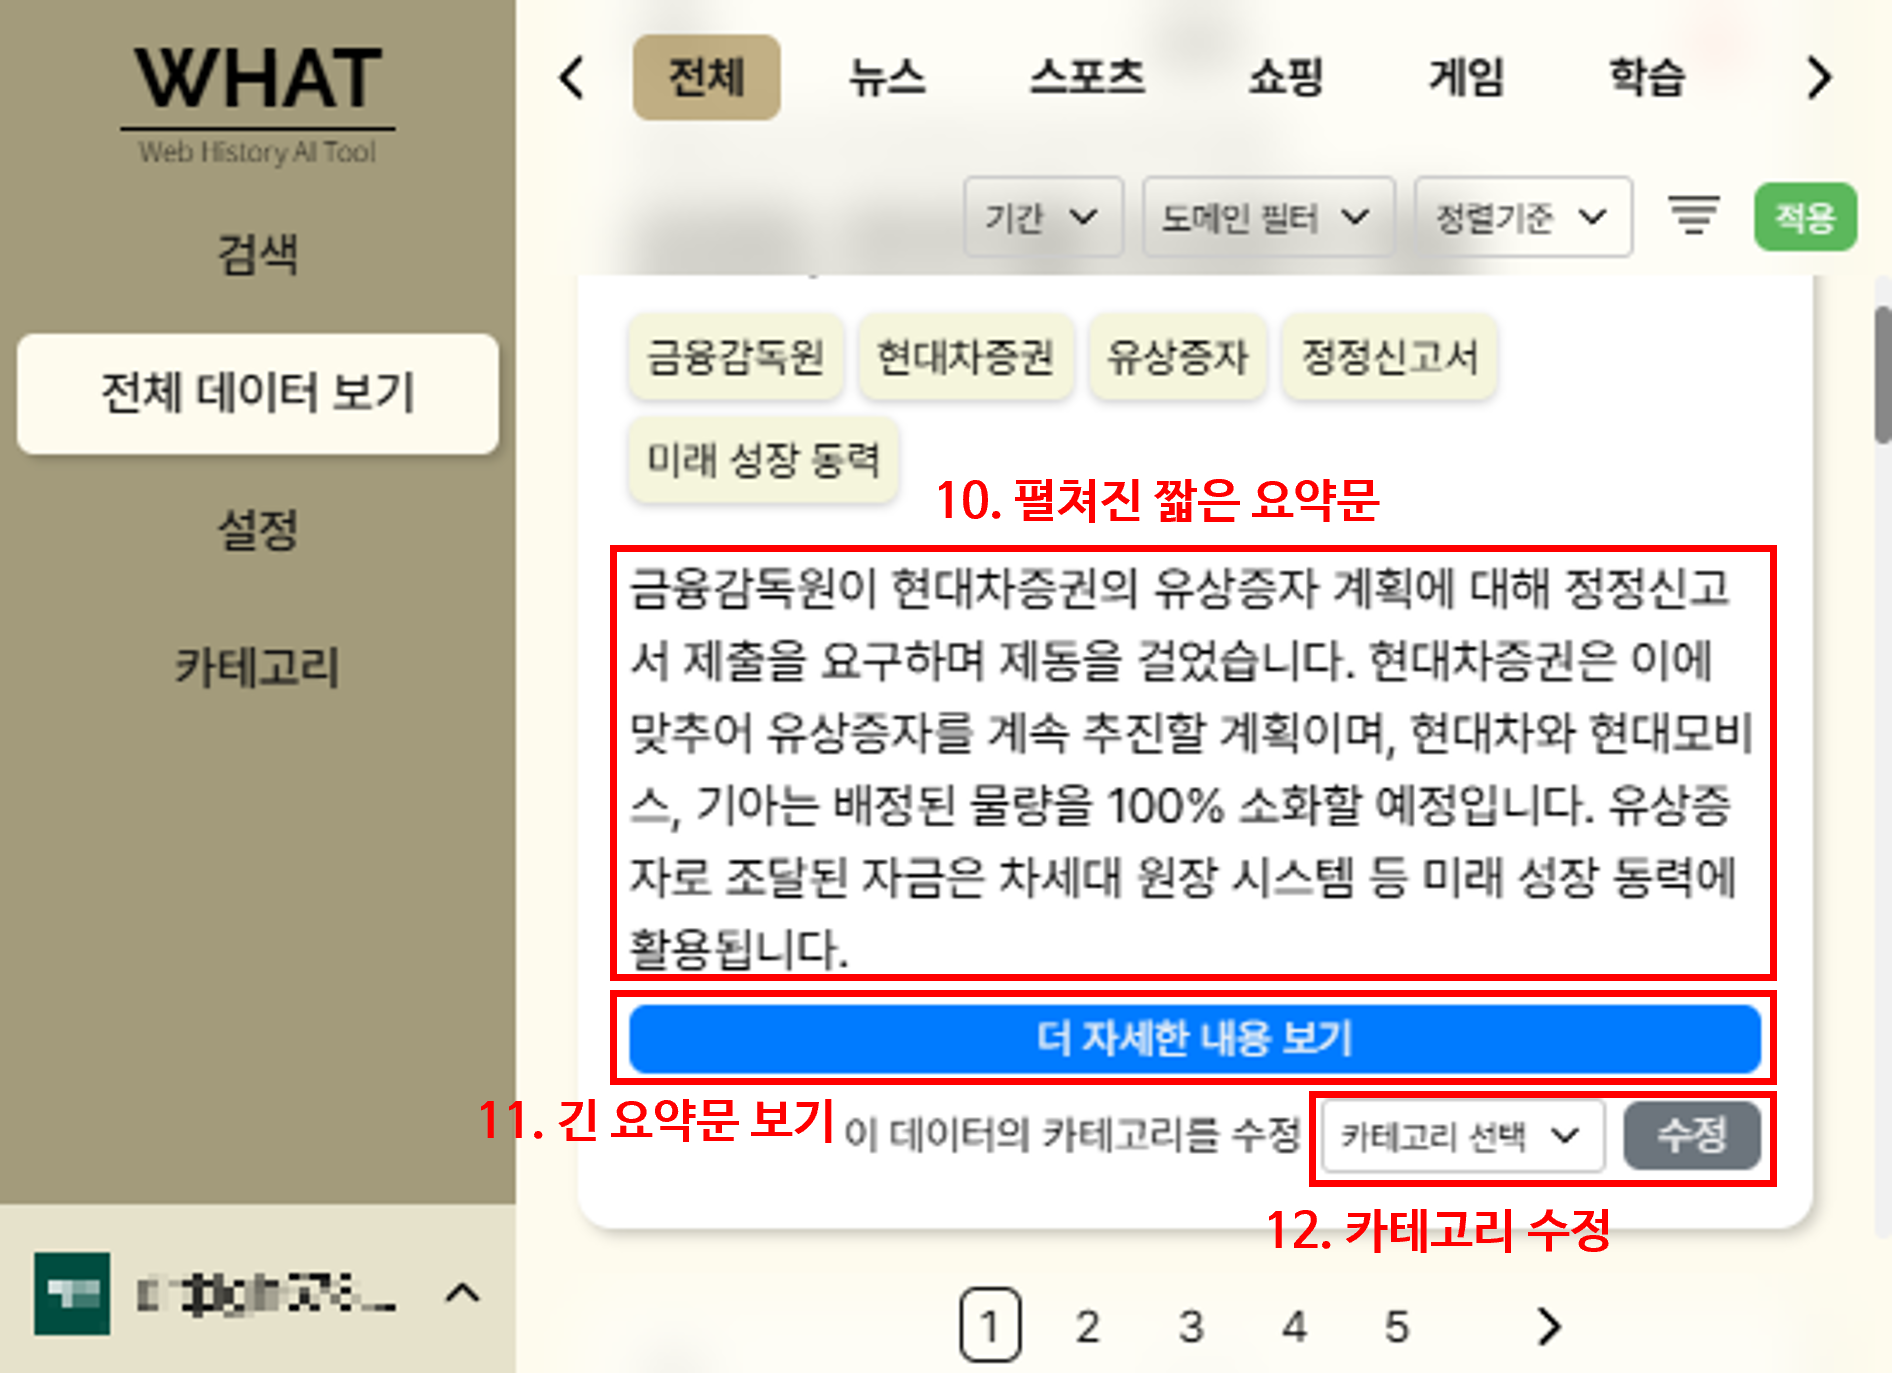 WHAT
Web History AI Tool
검색
전체 데이터 보기
설정
카테고리
전체 뉴스 스포츠 쇼핑 게임 학습
기간 도메인 필터 정렬기준 적용
금융감독원 현대차증권 유상증자 정정신고서
미래 성장 동력
10. 펼쳐진 짧은 요약문
금융감독원이 현대차증권의 유상증자 계획에 대해 정정신고
서 제출을 요구하며 제동을 걸었습니다. 현대차증권은 이에
맞추어 유상증자를 계속 추진할 계획이며, 현대차와 현대모비
스, 기아는 배정된 물량을 100% 소화할 예정입니다. 유상증
자로 조달된 자금은 차세대 원장 시스템 등 미래 성장 동력에
활용됩니다.
더 자세한 내용 보기
11. 긴 요약문 보기
이 데이터의 카테고리를 수정 카테고리 선택 수정
12. 카테고리 수정
1 2 3 4 5